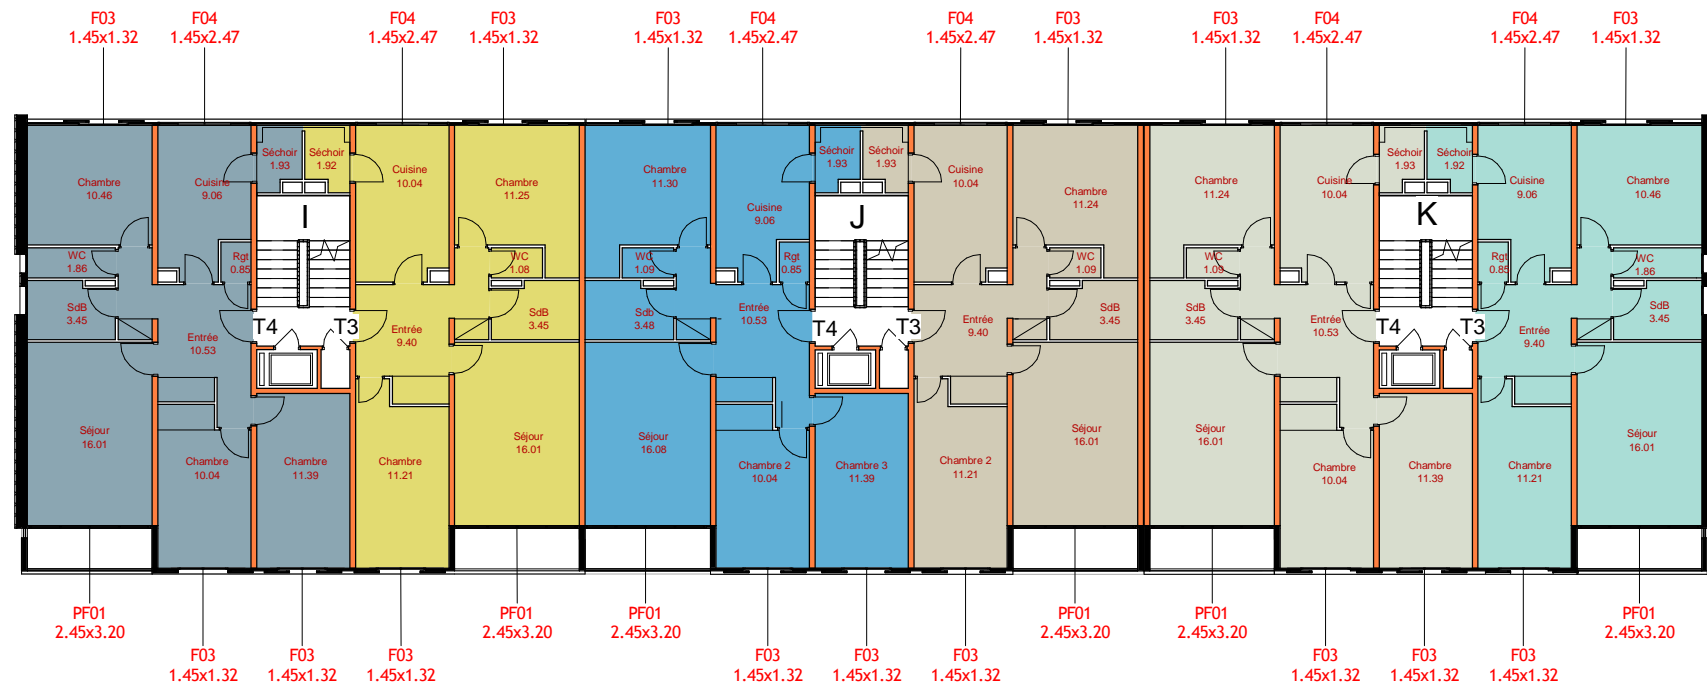 F03
1.45x1.32
F04
1.45x2.47
F04
1.45x2.47
F03
1.45x1.32
F03
1.45x1.32
F04
1.45x2.47
F04
1.45x2.47
F03
1.45x1.32
F03
1.45x1.32
F04
1.45x2.47
F04
1.45x2.47
F03
1.45x1.32
Chambre
10.46
Cuisine
9.06
Séchoir
1.93
Séchoir
1.92
Cuisine
10.04
Chambre
11.25
WC
1.86
Rgt
0.85
I
WC
1.08
SdB
3.45
Entrée
10.53
T4
T3
Entrée
9.40
SdB
3.45
Séjour
16.01
Chambre
10.04
Chambre
11.39
Chambre
11.21
Séjour
16.01
Chambre
11.30
Cuisine
9.06
Séchoir
1.93
Séchoir
1.93
Cuisine
10.04
Chambre
11.24
WC
1.09
Rgt
0.85
J
WC
1.09
Sdb
3.48
Entrée
10.53
T4
T3
Entrée
9.40
SdB
3.45
Séjour
16.08
Chambre 2
10.04
Chambre 3
11.39
Chambre 2
11.21
Séjour
16.01
Chambre
11.24
Cuisine
10.04
Séchoir
1.93
Séchoir
1.92
Cuisine
9.06
Chambre
10.46
WC
1.09
K
Rgt
0.85
WC
1.86
SdB
3.45
Entrée
10.53
T4
T3
Entrée
9.40
SdB
3.45
Séjour
16.01
Chambre
10.04
Chambre
11.39
Chambre
11.21
Séjour
16.01
PF01
2.45x3.20
PF01
2.45x3.20
PF01
2.45x3.20
PF01
2.45x3.20
PF01
2.45x3.20
PF01
2.45x3.20
F03
1.45x1.32
F03
1.45x1.32
F03
1.45x1.32
F03
1.45x1.32
F03
1.45x1.32
F03
1.45x1.32
F03
1.45x1.32
F03
1.45x1.32
F03
1.45x1.32